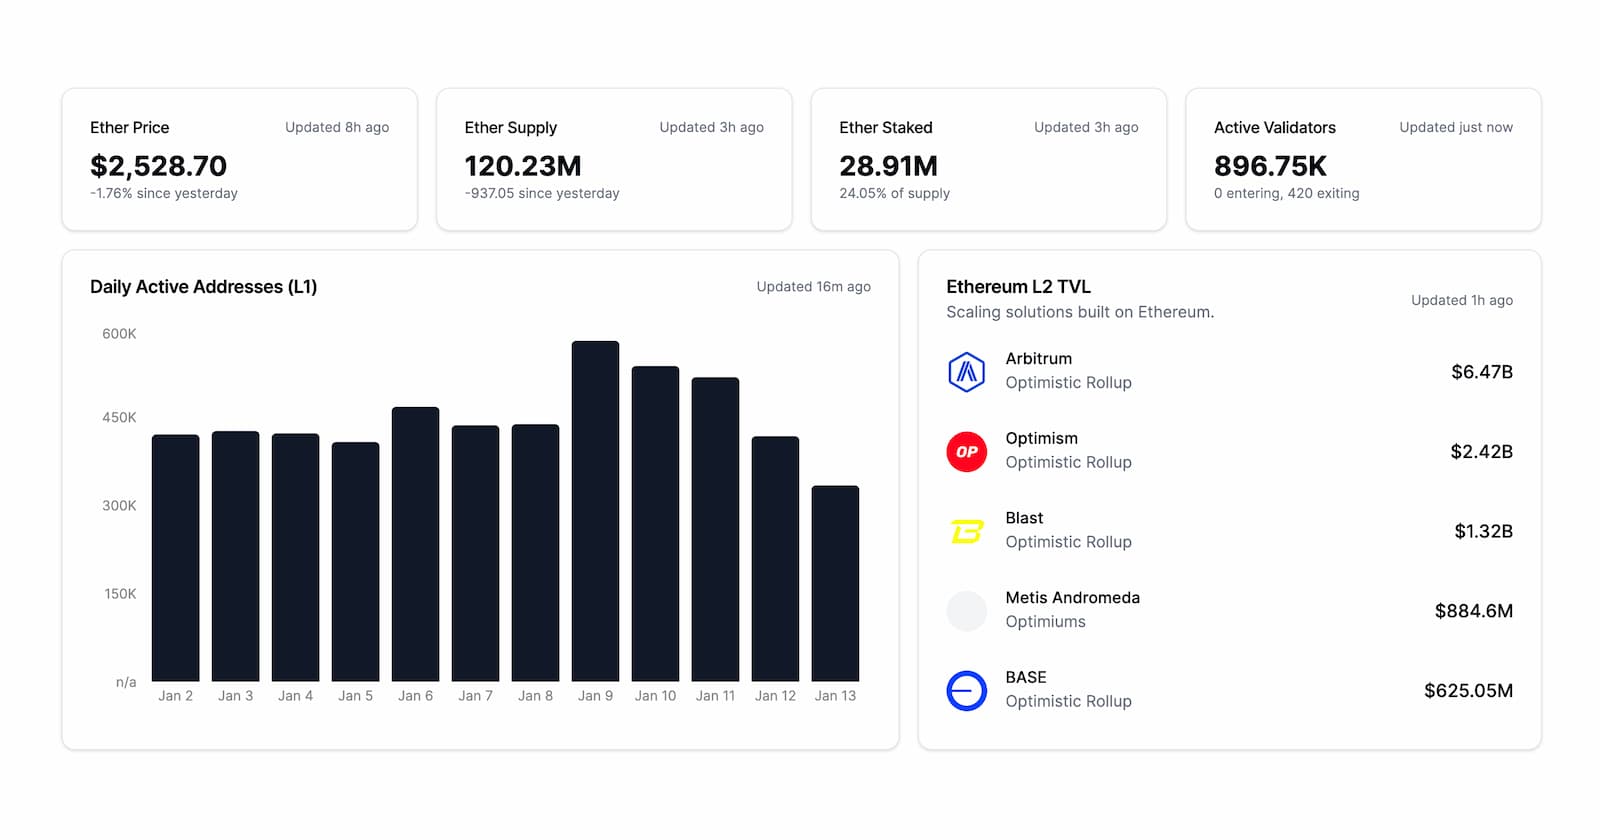 Ether Price
Updated 8h ago
$2,528.70
-1.76% since yesterday
Ether Supply
Updated 3h ago
120.23M
-937.05 since yesterday
Ether Staked
Updated 3h ago
28.91M
24.05% of supply
Active Validators
Updated just now
896.75K
0 entering, 420 exiting
Daily Active Addresses (L1)
Updated 16m ago
600K
450K
300K
150K
n/a
Jan 2
Jan 3
Jan 4
Jan 5
Jan 6
Jan 7
Jan 8
Jan 9
Jan 10
Jan 11
Jan 12
Jan 13
Ethereum L2 TVL
Scaling solutions built on Ethereum.
Updated 1h ago
Arbitrum
Optimistic Rollup
$6.47B
OP
Optimism
Optimistic Rollup
$2.42B
B
Blast
Optimistic Rollup
$1.32B
Metis Andromeda
Optimiums
$884.6M
BASE
Optimistic Rollup
$625.05M